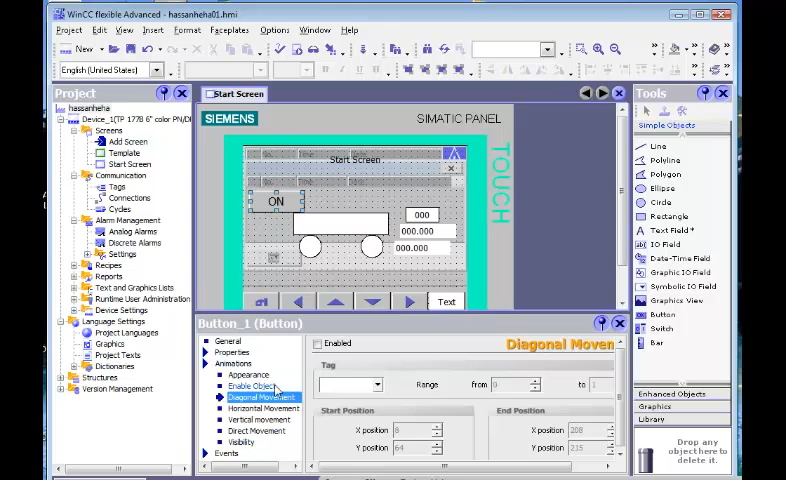 WinCC flexible Advanced - hassanheha01.hmi
Project Edit View Insert Format Faceplates Options Window Help
New
English (United States)
Project
Start Screen
Tools
hassanheha
Device_1(TP 177B 6" color PN/D
Screens
Add Screen
Template
Start Screen
Communication
Tags
Connections
Cycles
Alarm Management
Analog Alarms
Discrete Alarms
Settings
Recipes
Reports
Text and Graphics Lists
Runtime User Administration
Device Settings
Language Settings
Project Languages
Graphics
Project Texts
Dictionaries
Structures
Version Management
SIEMENS
SIMATIC PANEL
TOUCH
Start Screen
ON
000
000.000
000.000
Text
Simple Objects
Line
Polyline
Polygon
Ellipse
Circle
Rectangle
Text Field
IO Field
Date-Time Field
Graphic IO Field
Symbolic IO Field
Graphics View
Button
Switch
Bar
Enhanced Objects
Graphics
Library
Drop any
object here to
delete it.
Button_1 (Button)
General
Properties
Animations
Appearance
Enable Object
Diagonal Movement
Horizontal Movement
Vertical movement
Direct Movement
Visibility
Events
Enabled
Diagonal Movem
Tag
Range from 0 to 1
Start Position
X position 8
Y position 64
End Position
X position 208
Y position 215